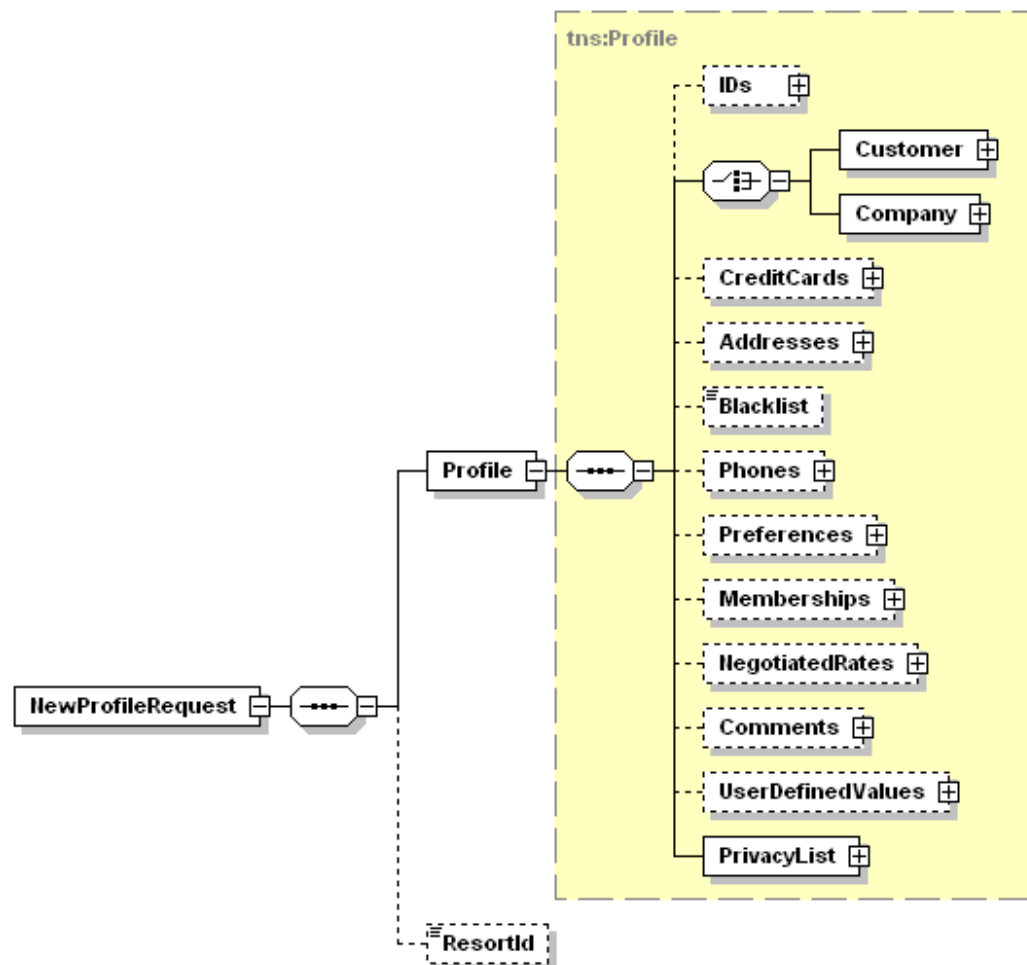 tns:Profile
IDs
Customer
Company
CreditCards
Addresses
Blacklist
Phones
Profile
Preferences
Memberships
NegotiatedRates
NewProfileRequest
Comments
UserDefinedValues
PrivacyList
ResortId